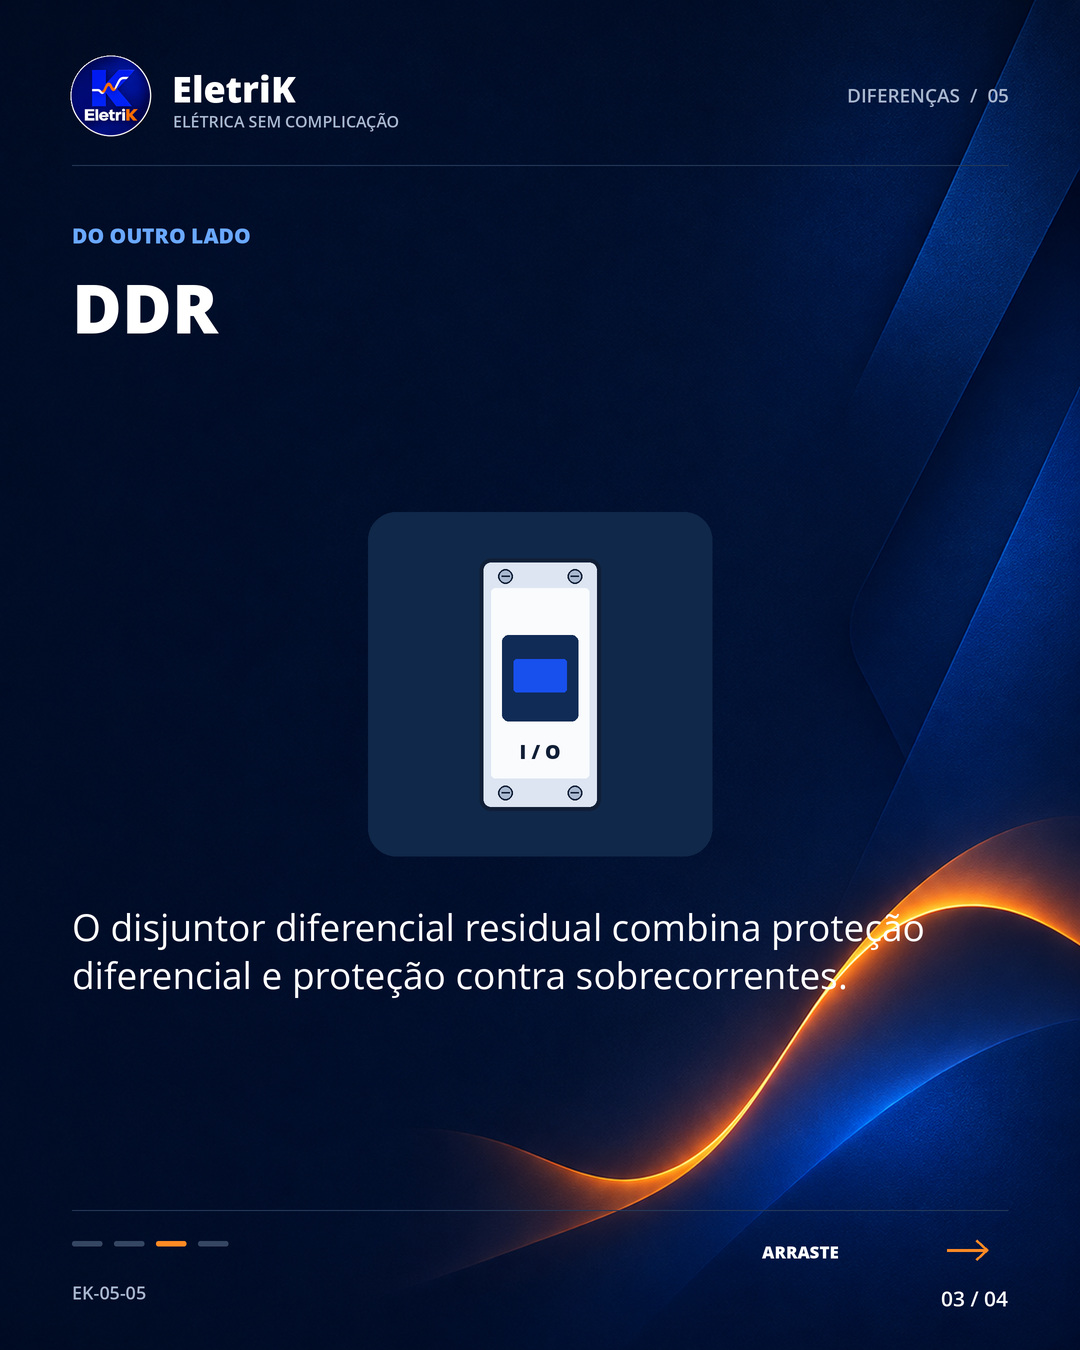 EletriK
EletriK
ELÉTRICA SEM COMPLICAÇÃO
DIFERENÇAS / 05
DO OUTRO LADO
DDR
I / O
O disjuntor diferencial residual combina proteção
diferencial e proteção contra sobrecorrentes.
ARRASTE
EK-05-05
03 / 04